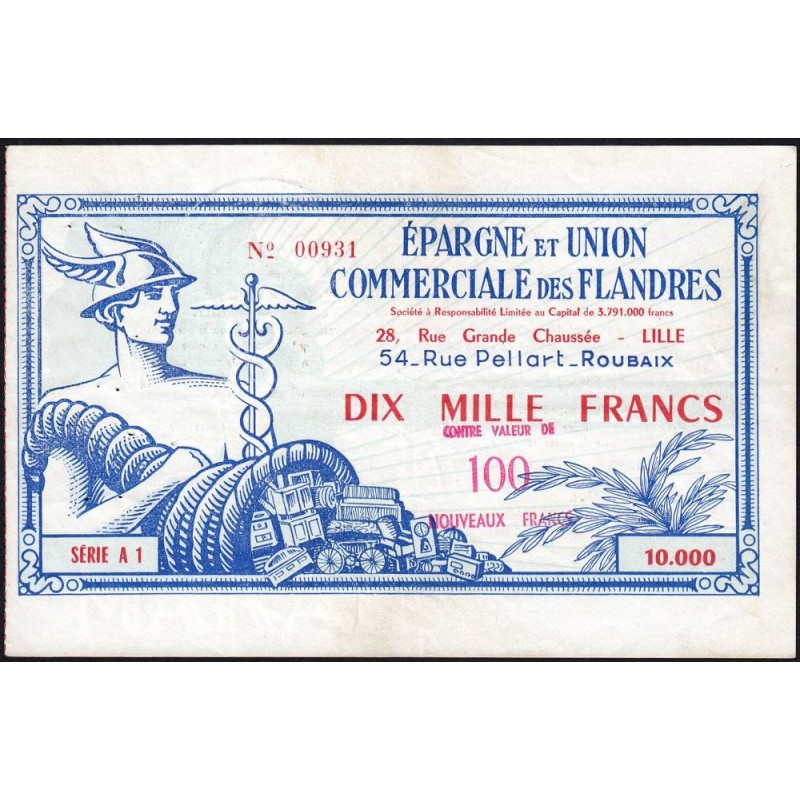 Nº 00931
ÉPARGNE ET UNION
COMMERCIALE DES FLANDRES
Société à Responsabilité Limitée au Capital de 3.791.000 francs
28, Rue Grande Chaussée - LILLE
54_Rue Pellart_ROUBAIX
DIX MILLE FRANCS
CONTRE VALEUR DE
100
NOUVEAUX FRANCS
SÉRIE A 1
10.000